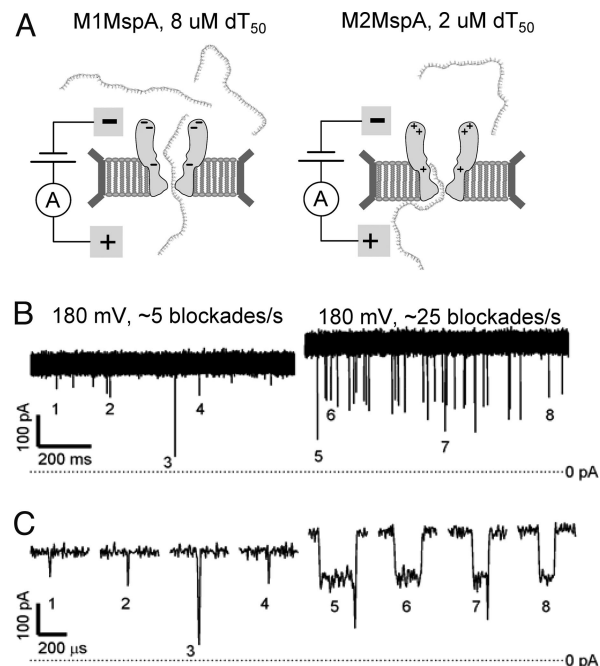 A
M1MspA, 8 uM dT50
M2MspA, 2 uM dT50
− − − −
+ + + +
− −
+ +
− −
A A
+ +
B
180 mV, ~5 blockades/s
180 mV, ~25 blockades/s
1 2 4 6 8
3 5 7
100 pA
200 ms
0 pA
C
1 2 4 5 6 7 8
3
100 pA
200 µs
0 pA